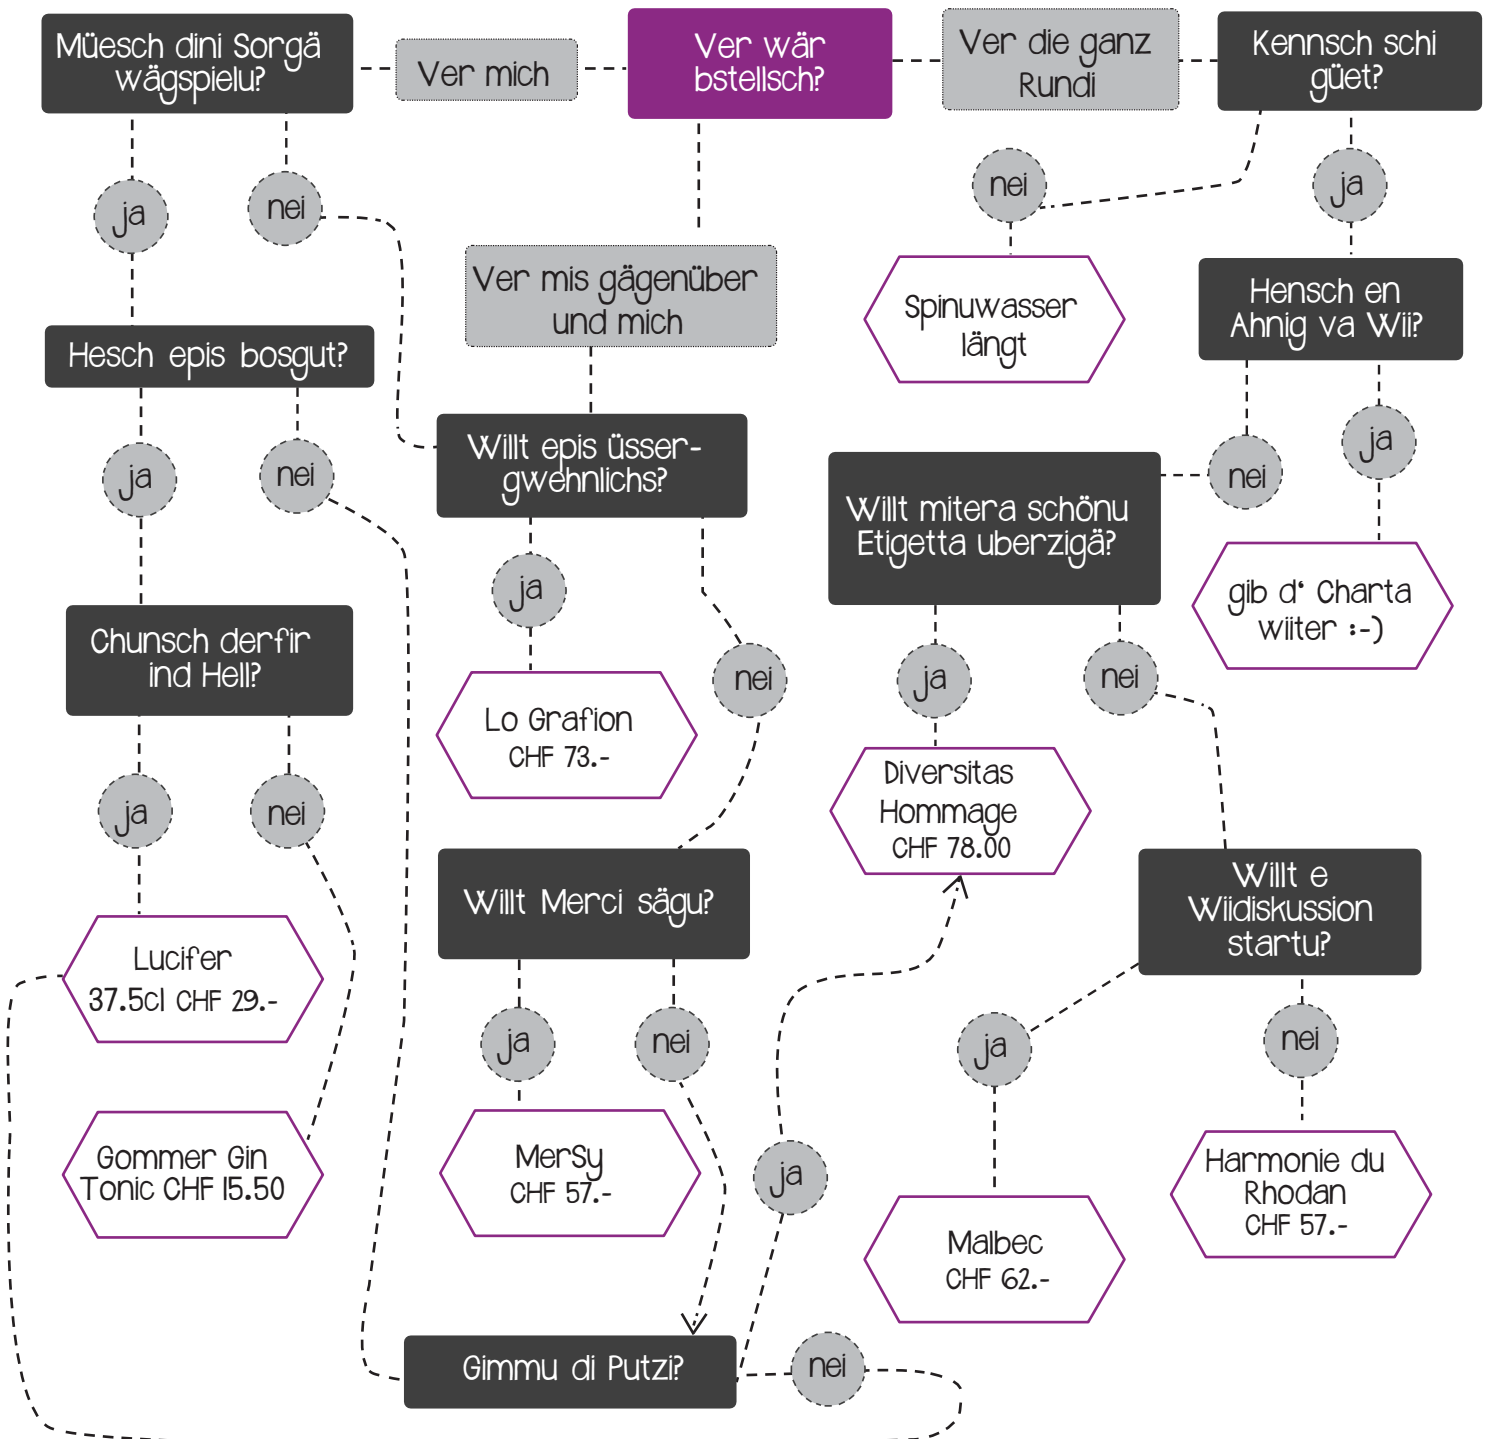 Müesch dini Sorgä
wägspielu?
Ver mich
Ver wär
bstellsch?
Ver die ganz
Rundi
Kennsch schi
güet?
ja
nei
nei
ja
Ver mis gägenüber
und mich
Spinuwasser
längt
Hensch en
Ahnig va Wii?
Hesch epis bosgut?
ja
nei
Willt epis üsser-
gwehnlichs?
Willt mitera schönu
Etigetta uberzigä?
nei
ja
ja
gib d' Charta
wiiter :-)
Chunsch derfir
ind Hell?
nei
ja
nei
Lo Grafion
CHF 73.-
ja
nei
Diversitas
Hommage
CHF 78.00
Willt Merci sägu?
Willt e
Wiidiskussion
startu?
Lucifer
37.5cl CHF 29.-
ja
nei
ja
nei
Gommer Gin
Tonic CHF 15.50
MerSy
CHF 57.-
ja
Harmonie du
Rhodan
CHF 57.-
Malbec
CHF 62.-
Gimmu di Putzi?
nei